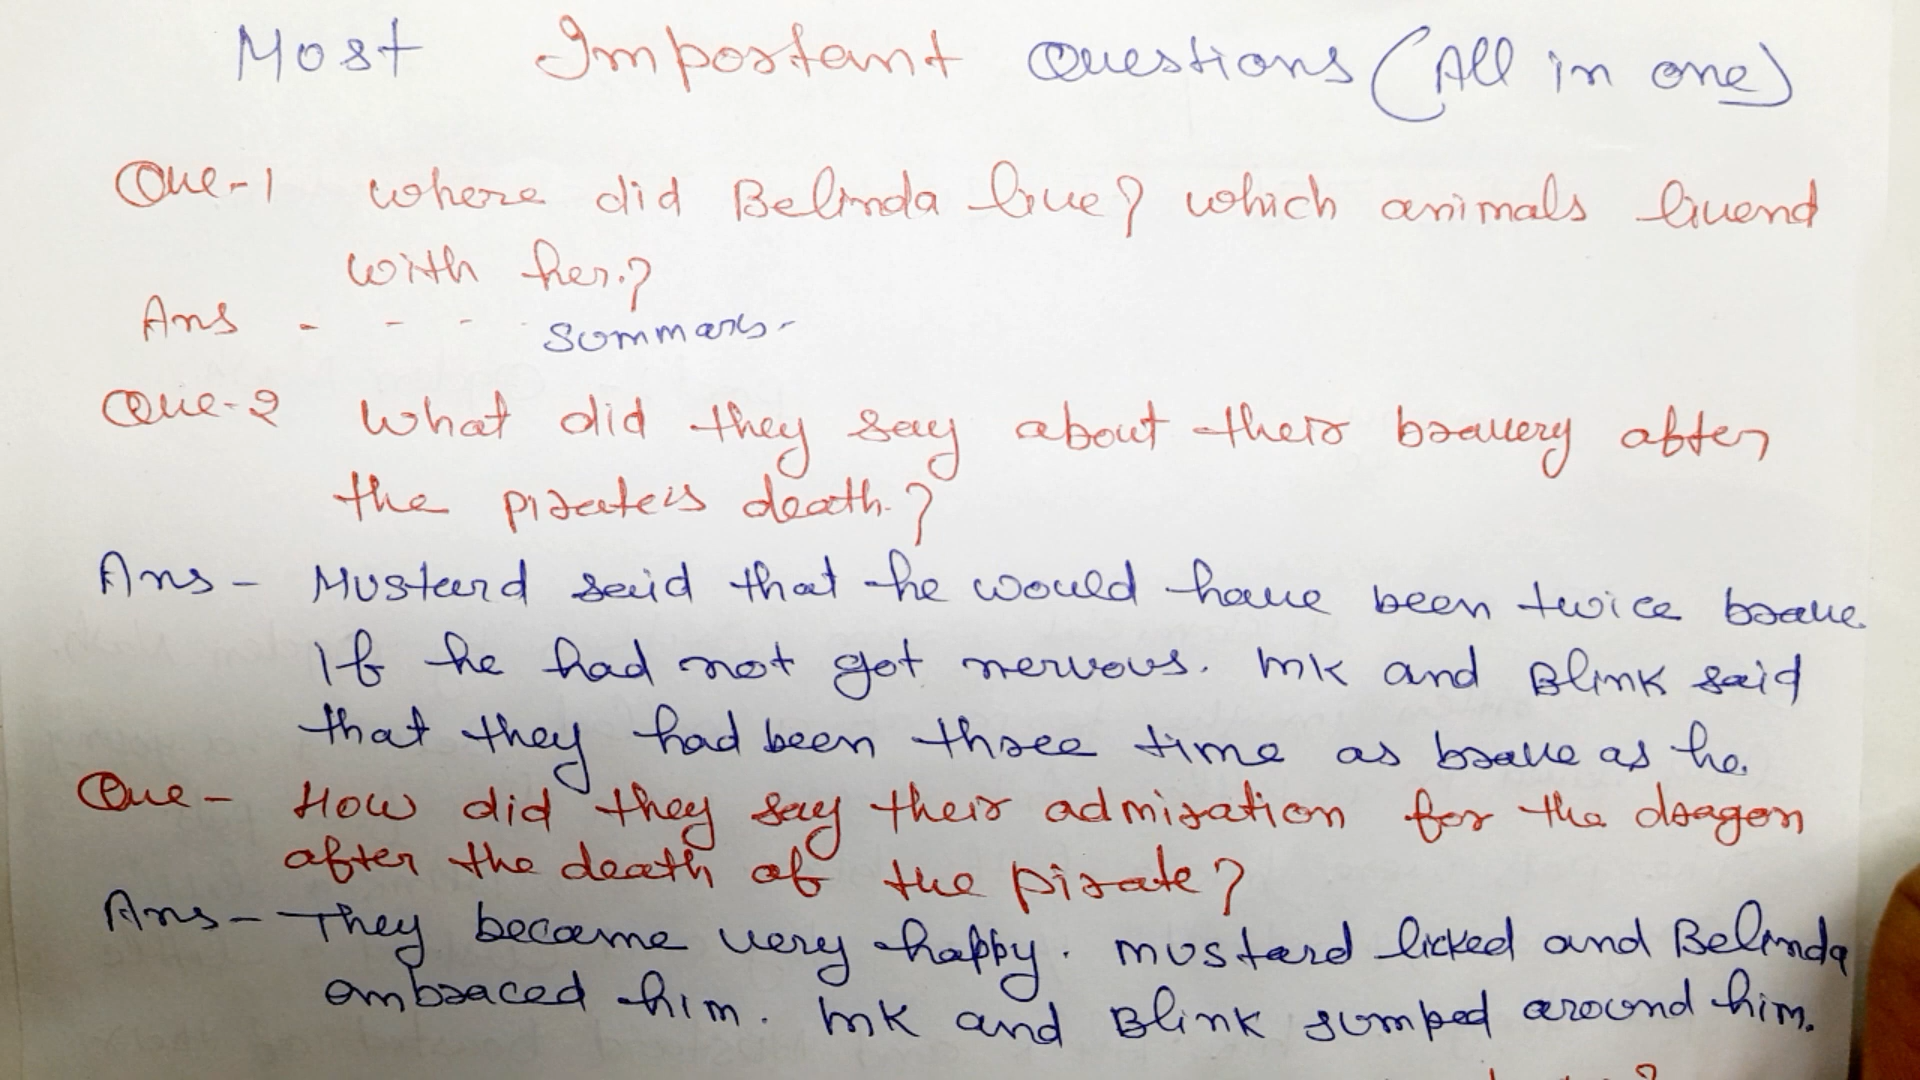 Most Important Questions (All in one)
Que-1 where did Belinda live? which animals livend
with her.?
Ans - - - Sommary-
Que-2 What did they say about their bravery after
the pirate's death.?
Ans - Mustard said that he would have been twice brave
If he had not got nervous. Ink and Blink said
that they had been three time as brave as he.
Que - How did they say their admiration for the dragon
after the death of the pirate?
Ans - They became very happy. mustard licked and Belinda
embraced him. Ink and Blink jumped around him.